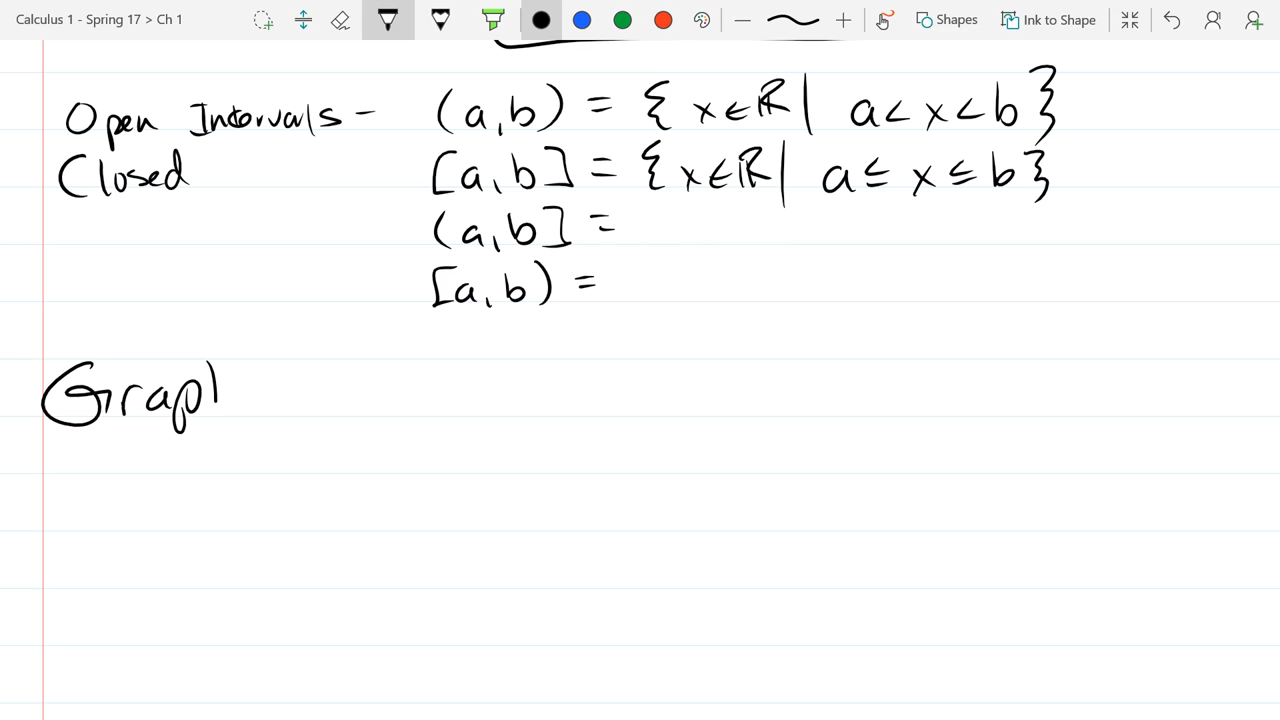 Calculus 1 - Spring 17 > Ch 1
Shapes
Ink to Shape
Open Intervals - (a,b) = { x∈ℝ | a< x<b }
Closed [a,b] = { x∈ℝ | a≤ x ≤ b }
(a,b] =
[a,b) =
Grapl